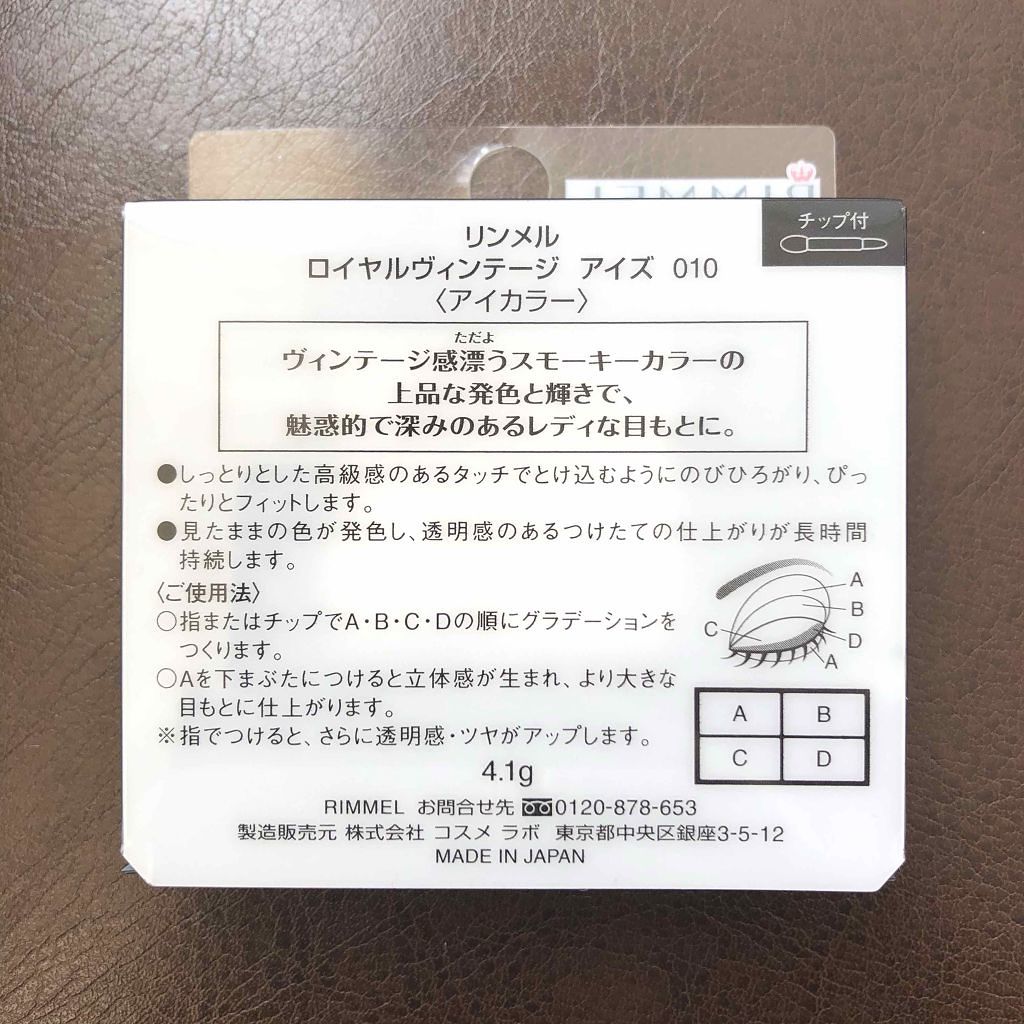 RIMMEL
チップ付
リンメル
ロイヤルヴィンテージ アイズ 010
〈アイカラー〉
ただよ
ヴィンテージ感漂うスモーキーカラーの
上品な発色と輝きで、
魅惑的で深みのあるレディな目もとに。
●しっとりとした高級感のあるタッチでとけ込むようにのびひろがり、ぴっ
たりとフィットします。
●見たままの色が発色し、透明感のあるつけたての仕上がりが長時間
持続します。
〈ご使用法〉
○指またはチップでA・B・C・Dの順にグラデーションを
つくります。
○Aを下まぶたにつけると立体感が生まれ、より大きな
目もとに仕上がります。
※指でつけると、さらに透明感・ツヤがアップします。
A
B
C
D
A
A B
C D
4.1g
RIMMEL お問合せ先 0120-878-653
製造販売元 株式会社 コスメ ラボ 東京都中央区銀座3-5-12
MADE IN JAPAN